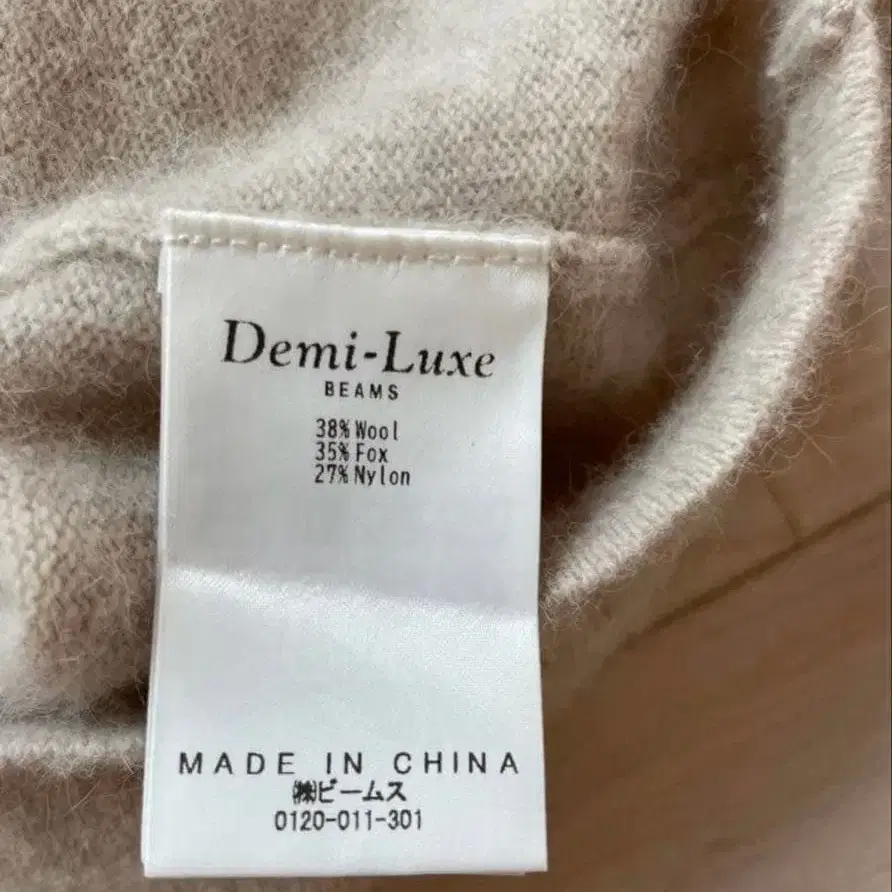 Demi-Luxe
BEAMS
38% Wool
35% Fox
27% Nylon
MADE IN CHINA
㈱ビームス
0120-011-301